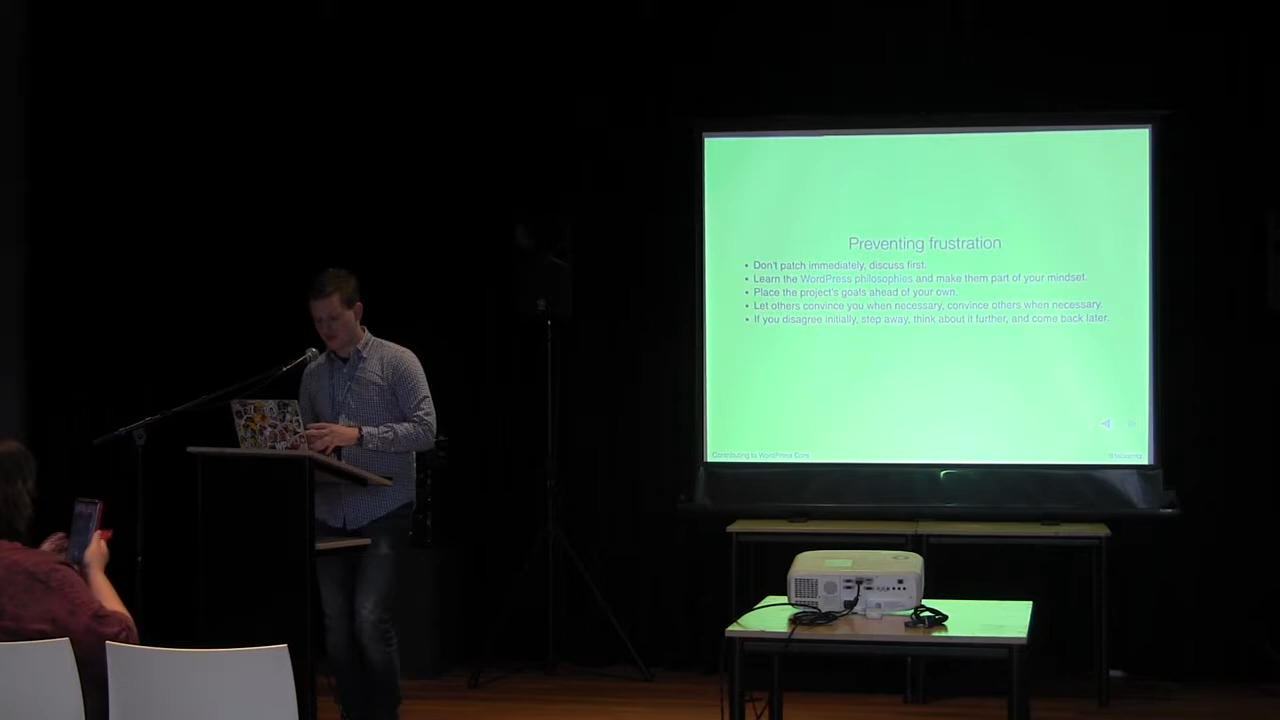 Preventing frustration
• Don't patch immediately, discuss first.
• Learn the WordPress philosophies and make them part of your mindset.
• Place the project's goals ahead of your own.
• Let others convince you when necessary, convince others when necessary.
• If you disagree initially, step away, think about it further, and come back later.
Contributing to WordPress Core